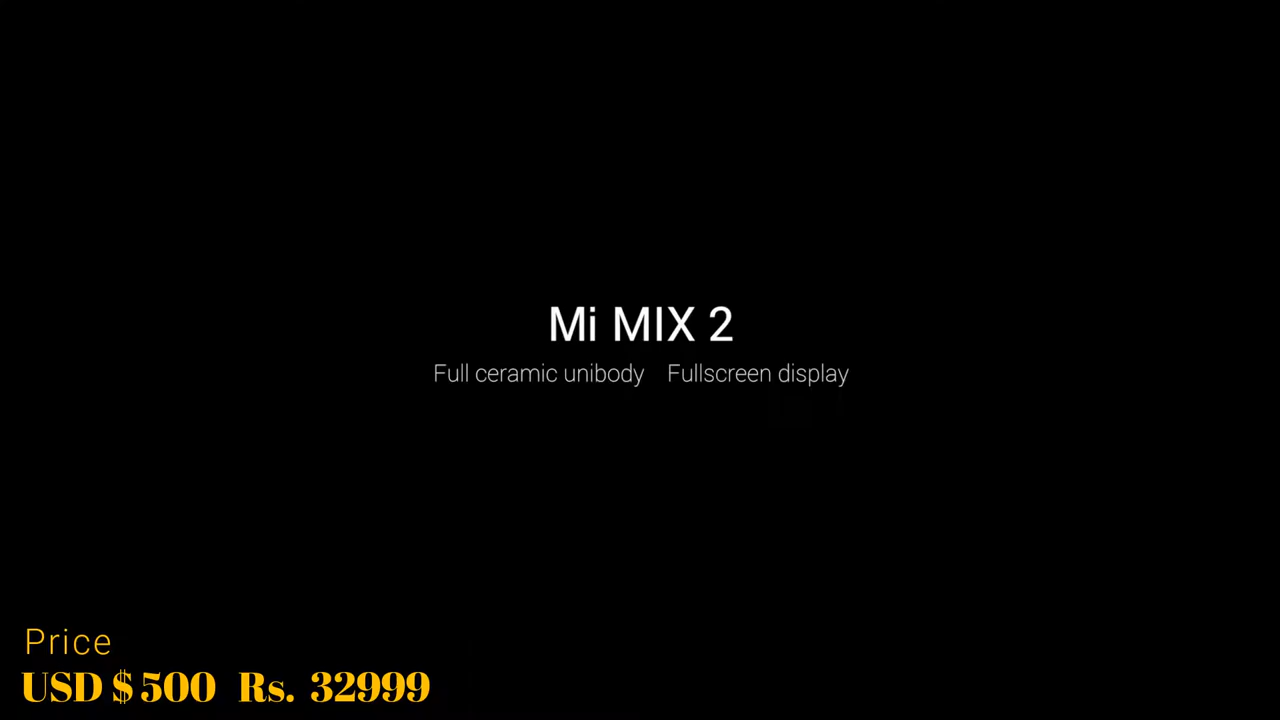 Mi MIX 2
Full ceramic unibody Fullscreen display
Price
USD $ 500 Rs. 32999